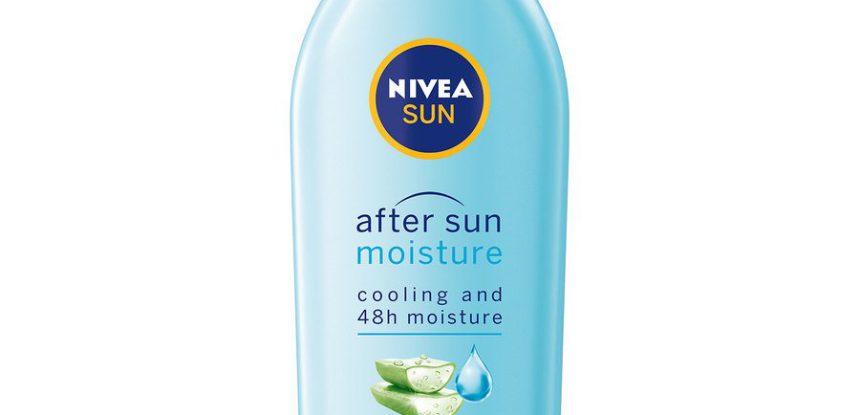 NIVEA
SUN
after sun
moisture
cooling and
48h moisture